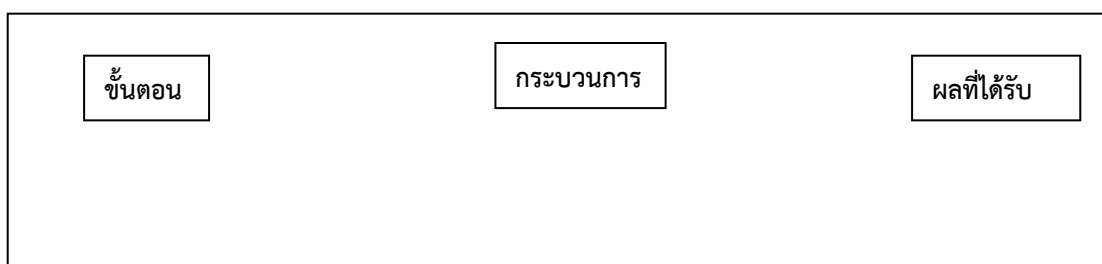 ขั้นตอน
กระบวนการ
ผลที่ได้รับ